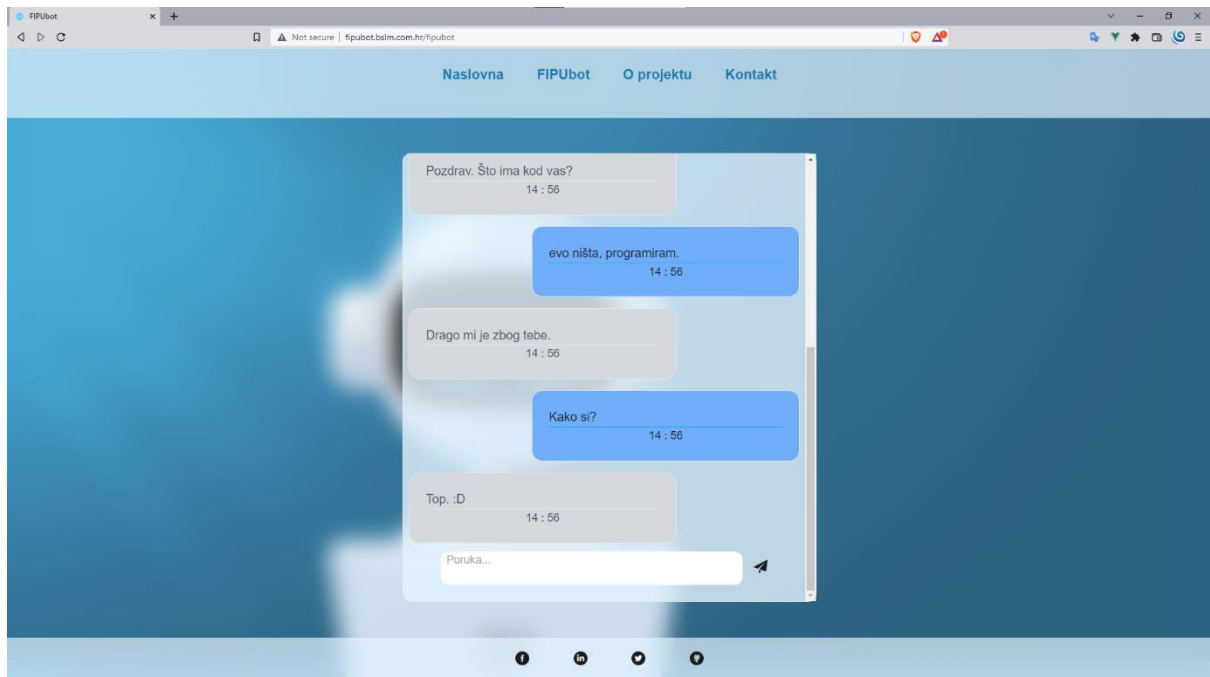 FIPUbot
Not secure | fipubot.bslm.com.hr/fipubot
Naslovna FIPUbot O projektu Kontakt
Pozdrav. Što ima kod vas?
14 : 56
evo ništa, programiram.
14 : 56
Drago mi je zbog tebe.
14 : 56
Kako si?
14 : 56
Top. :D
14 : 56
Poruka...